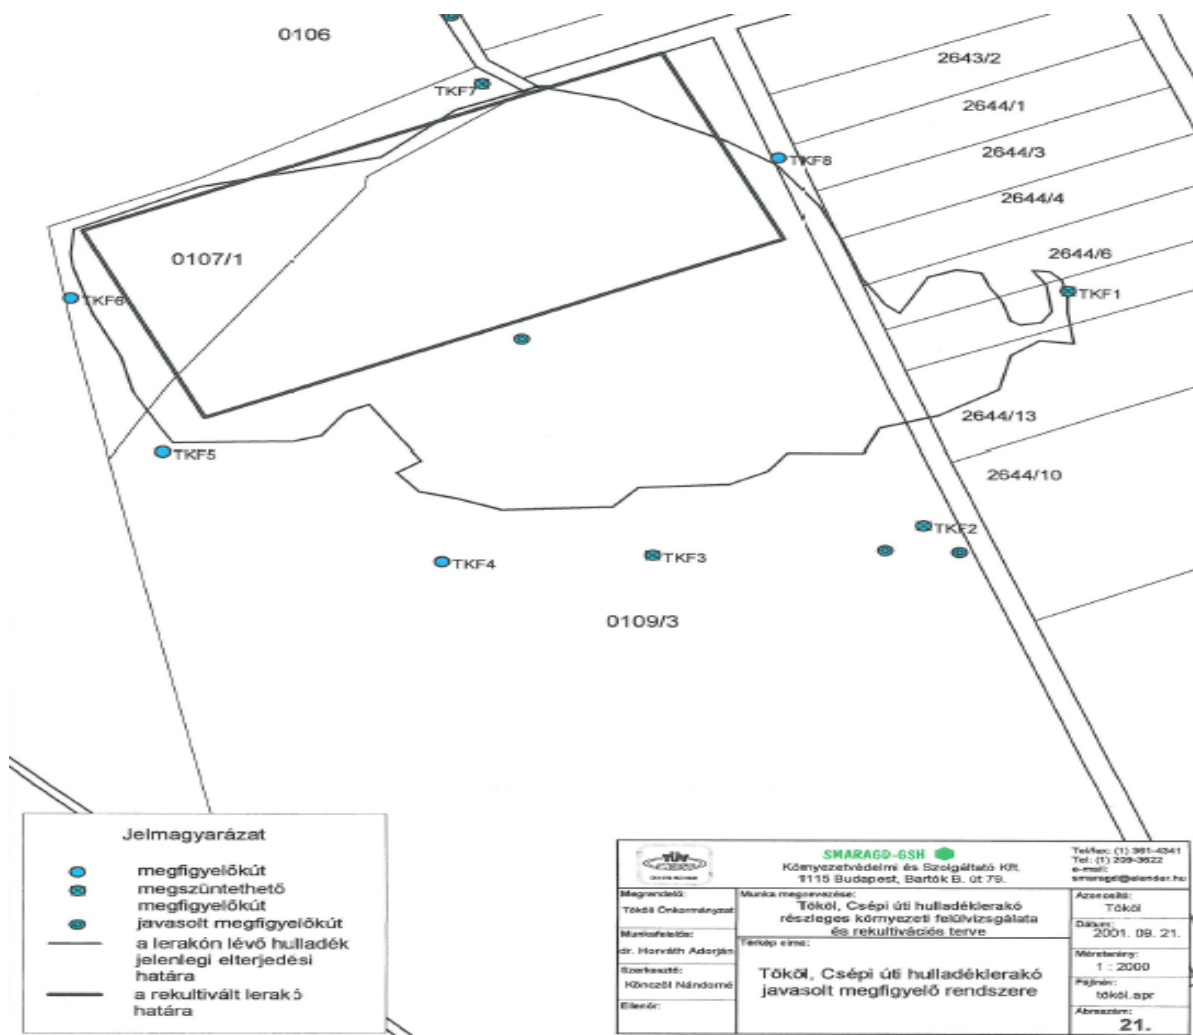 0106
2643/2
TKF7
2644/1
2644/3
TKF8
2644/4
0107/1
2644/6
TKF6
TKF1
2644/13
TKF5
2644/10
TKF2
TKF4
TKF3
0109/3
Jelmagyarázat
megfigyelőkút
megszüntethető
megfigyelőkút
javasolt megfigyelőkút
a lerakón lévő hulladék
jelenlegi elterjedési
határa
a rekultivált lerakó
határa
TÜV
SMARAGD-GSH
Környezetvédelmi és Szolgáltató Kft.
1115 Budapest, Bartók B. út 79.
Tel/fax: (1) 361-4341
Tel: (1) 209-3622
e-mail:
smaragd@elender.hu
Megrendelő:
Tököli Önkormányzat
Munkafelelős:
dr. Horváth Adorján
Szerkesztő:
Könczöl Nándorné
Ellenőr:
Munka megnevezése:
Tököl, Csépi úti hulladéklerakó
részleges környezeti felülvizsgálata
és rekultivációs terve
Térkép címe:
Tököl, Csépi úti hulladéklerakó
javasolt megfigyelő rendszere
Azonosító:
Tököl
Dátum:
2001. 09. 21.
Méretarány:
1 : 2000
Fájlnév:
tököl.apr
Ábraszám:
21.